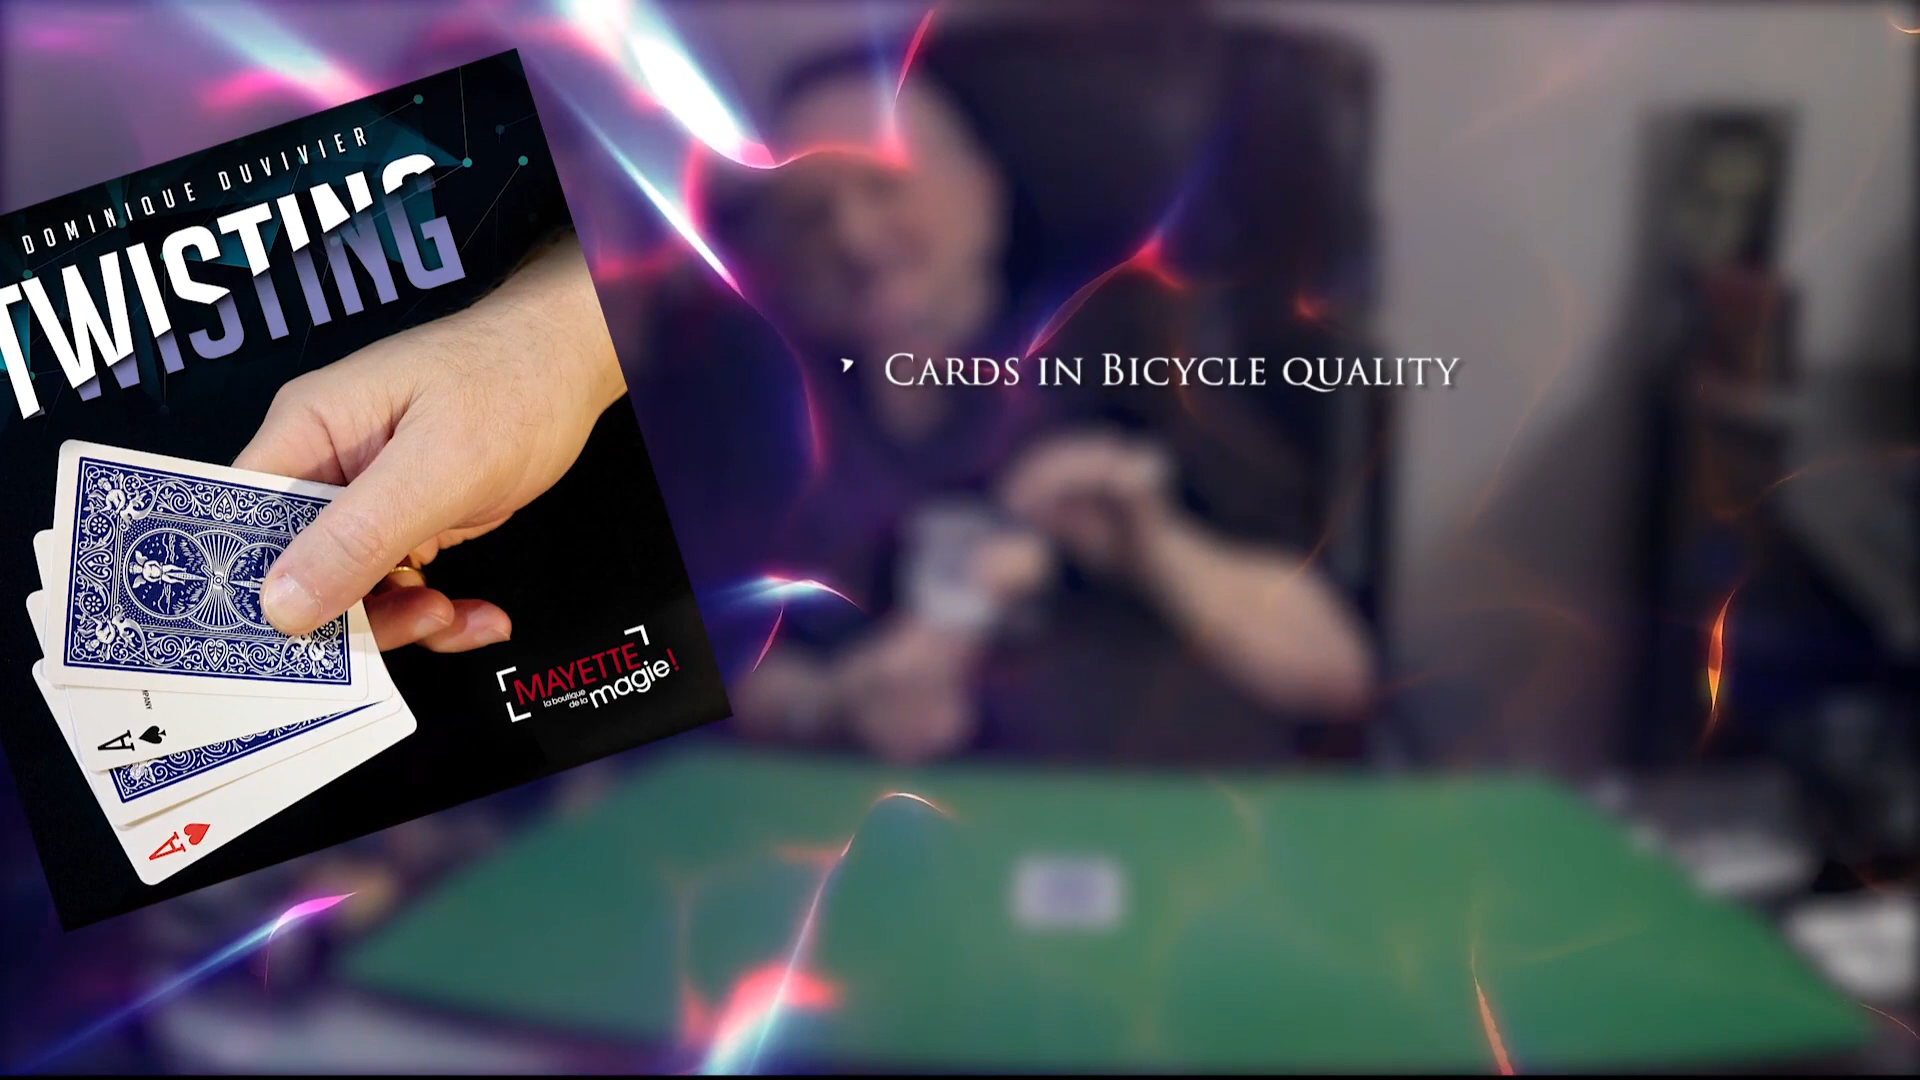 DOMINIQUE DUVIVIER
TWISTING
CARDS IN BICYCLE QUALITY
MAYETTE
la boutique
de la
magie!
A
A